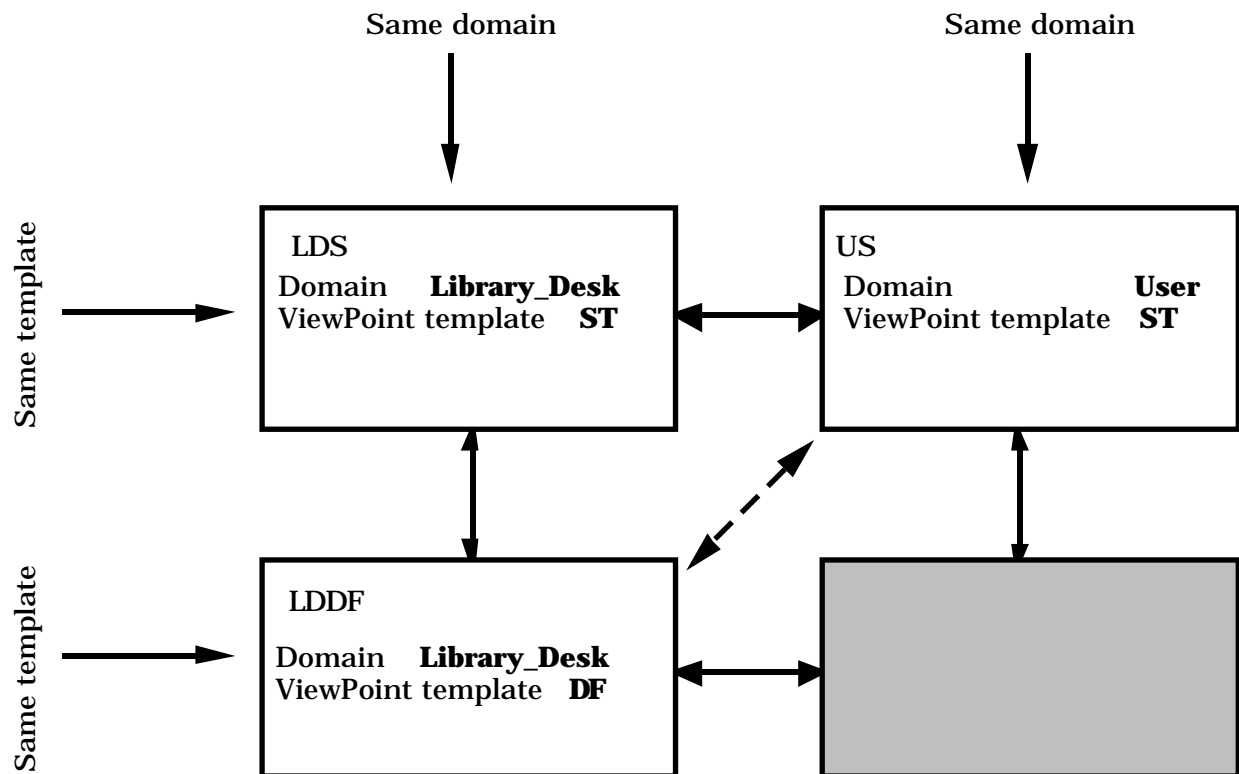 Same domain
Same domain
Same template
LDS
Domain Library_Desk
ViewPoint template ST
US
Domain User
ViewPoint template ST
Same template
LDDF
Domain Library_Desk
ViewPoint template DF